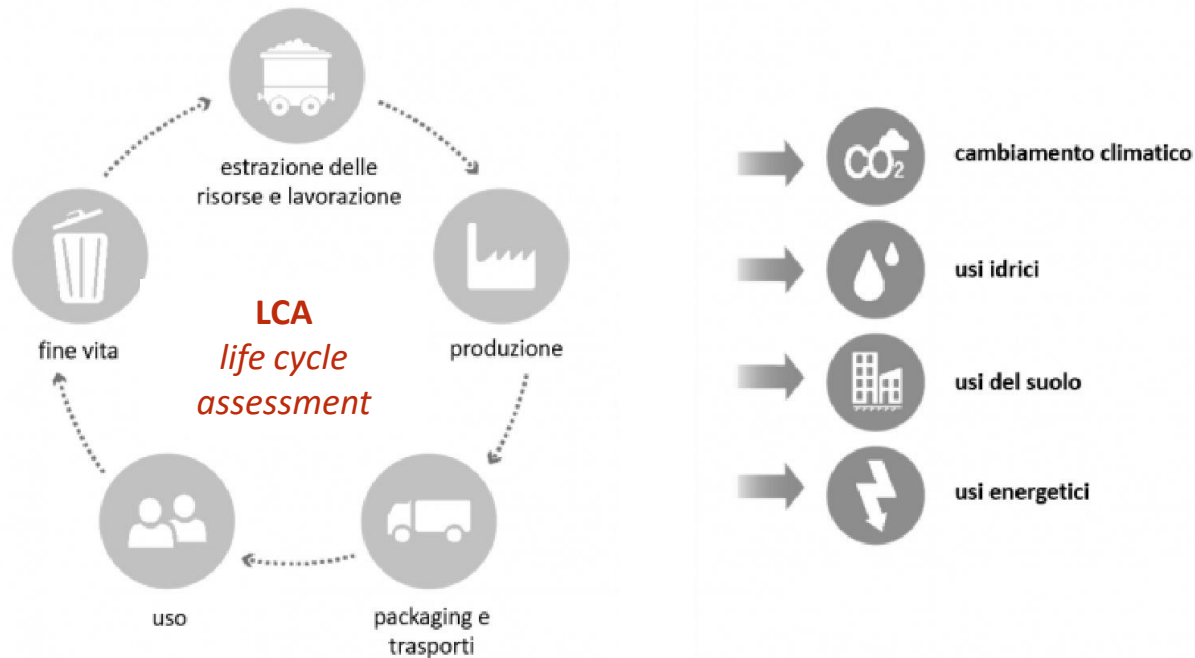 estrazione delle
risorse e lavorazione
produzione
packaging e
trasporti
uso
fine vita
LCA
life cycle
assessment
CO₂
cambiamento climatico
usi idrici
usi del suolo
usi energetici